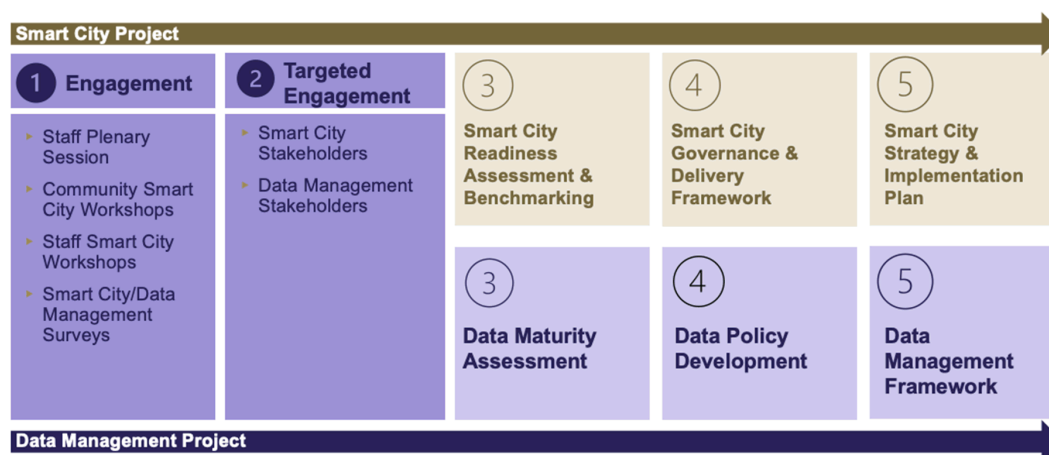 Smart City Project
1 Engagement
Staff Plenary
Session
Community Smart
City Workshops
Staff Smart City
Workshops
Smart City/Data
Management
Surveys
2 Targeted
Engagement
Smart City
Stakeholders
Data Management
Stakeholders
3
Smart City
Readiness
Assessment &
Benchmarking
4
Smart City
Governance &
Delivery
Framework
5
Smart City
Strategy &
Implementation
Plan
3
Data Maturity
Assessment
4
Data Policy
Development
5
Data
Management
Framework
Data Management Project